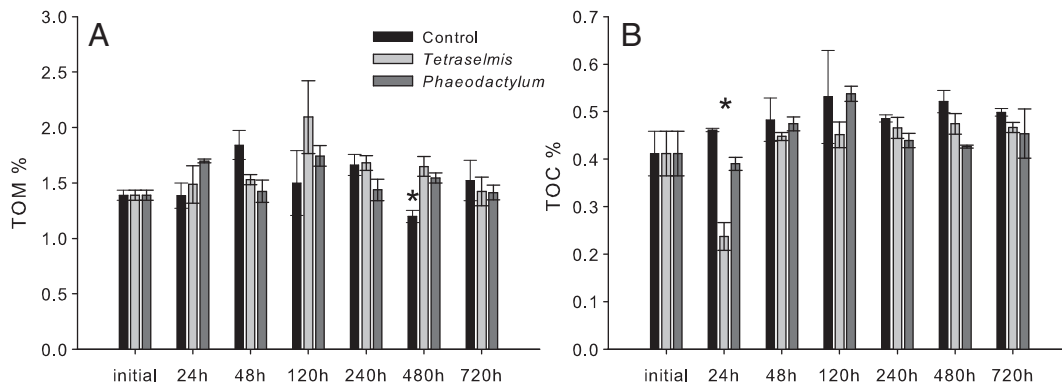 A
Control
Tetraselmis
Phaeodactylum
TOM %
3.0
2.5
2.0
1.5
1.0
0.5
0.0
*
initial 24h 48h 120h 240h 480h 720h
B
TOC %
0.7
0.6
0.5
0.4
0.3
0.2
0.1
0.0
*
initial 24h 48h 120h 240h 480h 720h